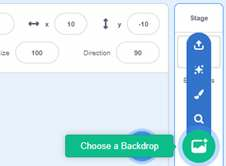 x 10 y -10 Stage
ize 100 Direction 90
Choose a Backdrop